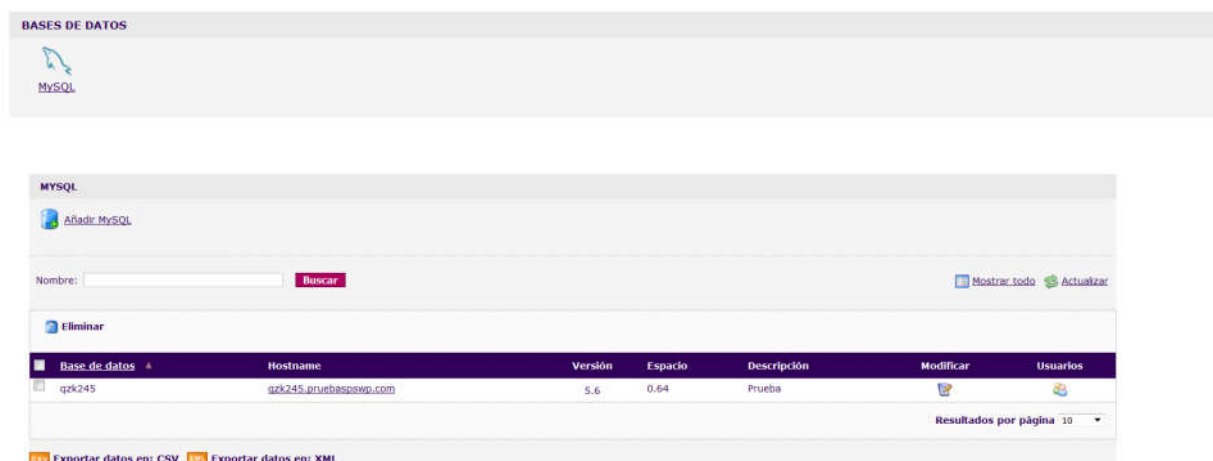 BASES DE DATOS
MySQL
MYSQL
Añadir MySQL
Nombre: Buscar Mostrar todo Actualizar
Eliminar
Base de datos Hostname Versión Espacio Descripción Modificar Usuarios
qzk245 qzk245.pruebaspswp.com 5.6 0.64 Prueba
Resultados por página 10
Exportar datos en: CSV Exportar datos en: XML